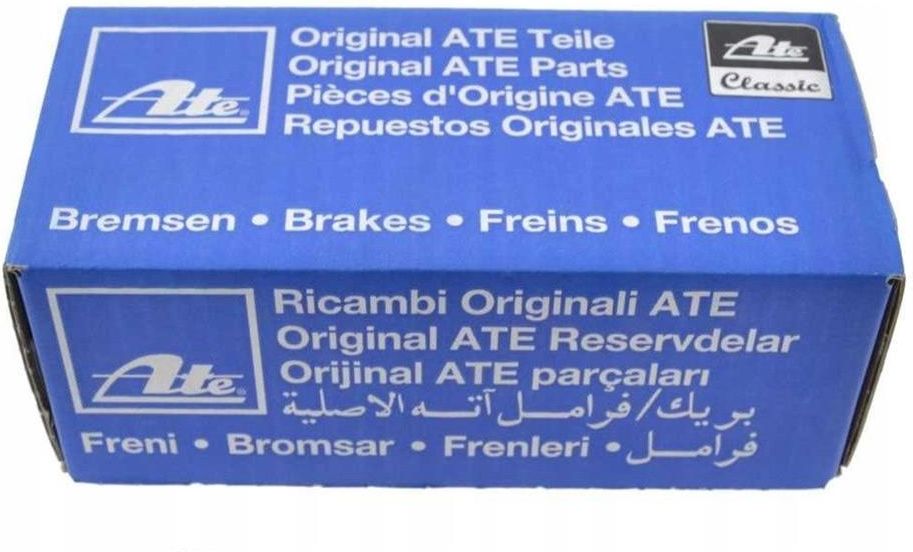 Ate
Original ATE Teile
Original ATE Parts
Pièces d'Origine ATE
Repuestos Originales ATE
Ate
Classic
Bremsen • Brakes • Freins • Frenos
Ate
Ricambi Originali ATE
Original ATE Reservdelar
Orijinal ATE parçaları
بريك/فرامل آته الاصلية
Freni • Bromsar • Frenleri • فرامل